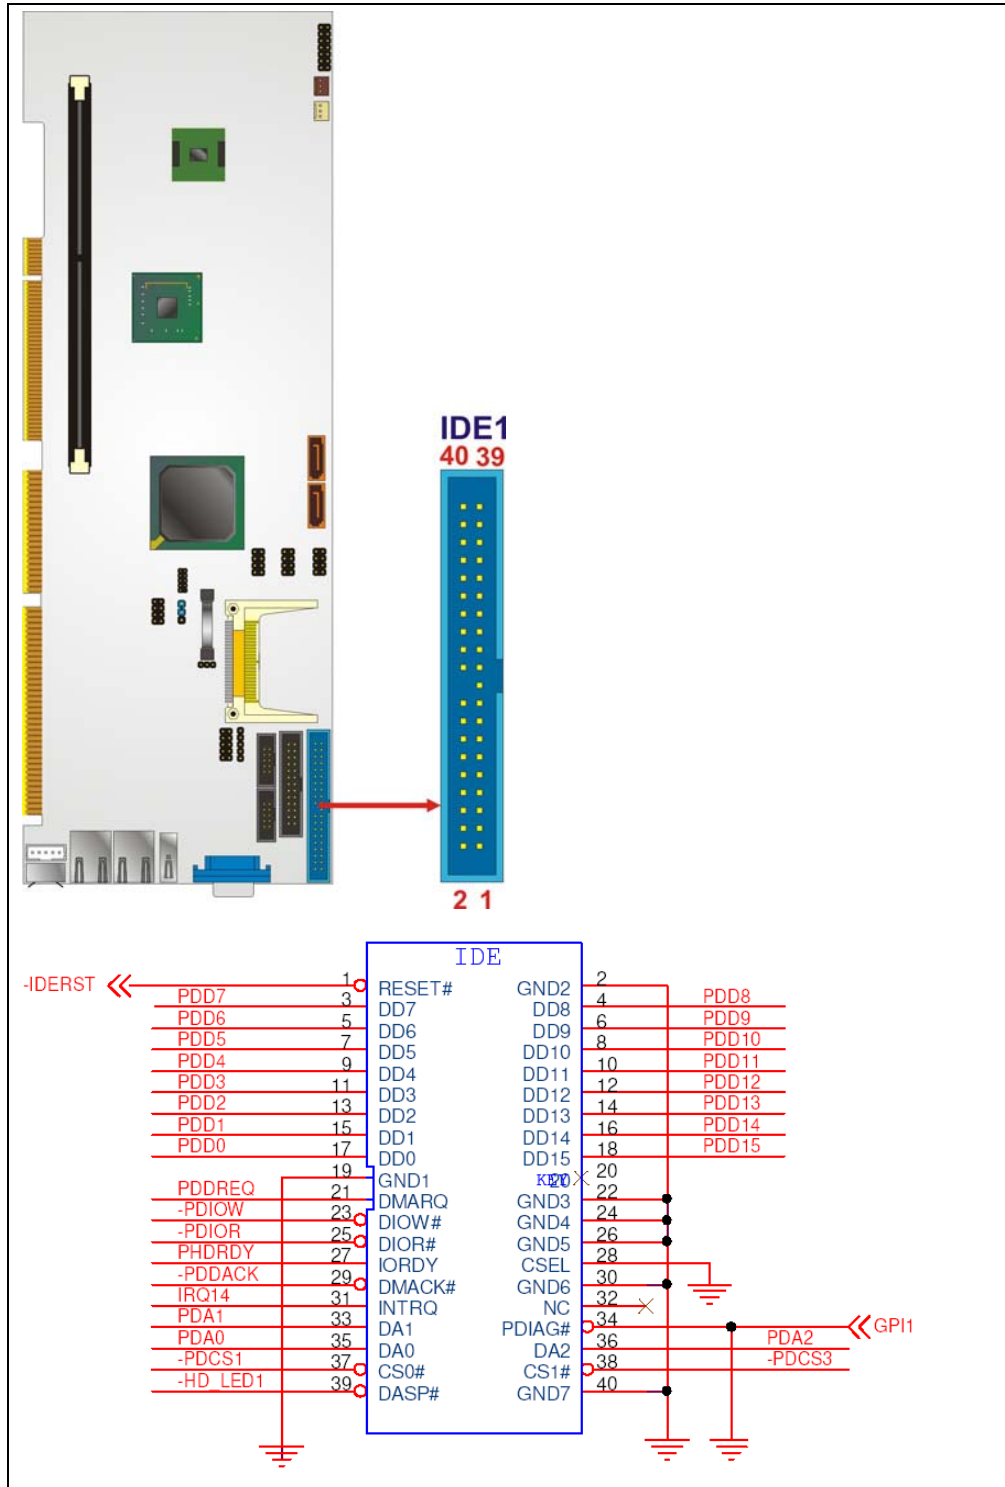 IDE1
40 39
2 1
IDE
-IDERST 1 RESET# GND2 2
PDD7 3 DD7 DD8 4 PDD8
PDD6 5 DD6 DD9 6 PDD9
PDD5 7 DD5 DD10 8 PDD10
PDD4 9 DD4 DD11 10 PDD11
PDD3 11 DD3 DD12 12 PDD12
PDD2 13 DD2 DD13 14 PDD13
PDD1 15 DD1 DD14 16 PDD14
PDD0 17 DD0 DD15 18 PDD15
19 GND1 KEY 20 20
PDDREQ 21 DMARQ GND3 22
-PDIOW 23 DIOW# GND4 24
-PDIOR 25 DIOR# GND5 26
PHDRDY 27 IORDY CSEL 28
-PDDACK 29 DMACK# GND6 30
IRQ14 31 INTRQ NC 32
PDA1 33 DA1 PDIAG# 34 GPI1
PDA0 35 DA0 DA2 36 PDA2
-PDCS1 37 CS0# CS1# 38 -PDCS3
-HD_LED1 39 DASP# GND7 40